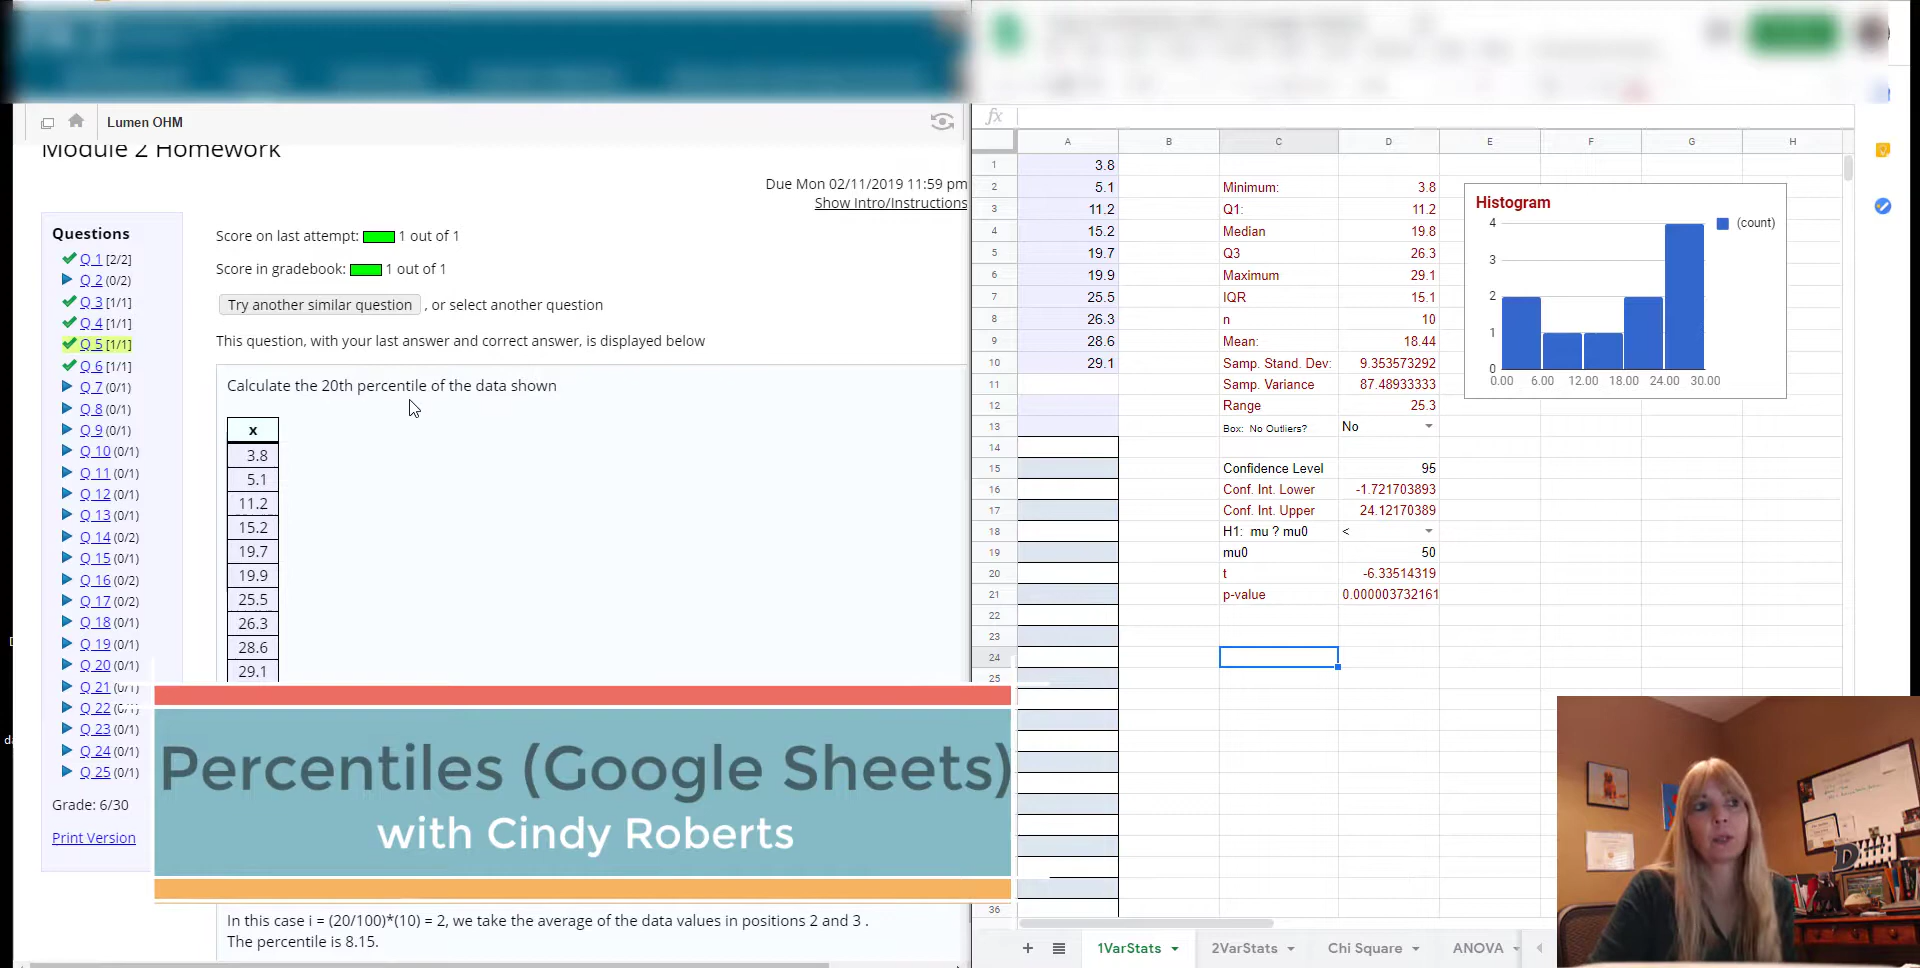 Lumen OHM
Module 2 Homework
Due Mon 02/11/2019 11:59 pm
Show Intro/Instructions
Questions
Q 1 [2/2]
Q 2 (0/2)
Q 3 [1/1]
Q 4 [1/1]
Q 5 [1/1]
Q 6 [1/1]
Q 7 (0/1)
Q 8 (0/1)
Q 9 (0/1)
Q 10 (0/1)
Q 11 (0/1)
Q 12 (0/1)
Q 13 (0/1)
Q 14 (0/2)
Q 15 (0/1)
Q 16 (0/2)
Q 17 (0/2)
Q 18 (0/1)
Q 19 (0/1)
Q 20 (0/1)
Q 21 (0/1)
Q 22 (0/1)
Q 23 (0/1)
Q 24 (0/1)
Q 25 (0/1)
Grade: 6/30
Print Version
Score on last attempt: 1 out of 1
Score in gradebook: 1 out of 1
Try another similar question , or select another question
This question, with your last answer and correct answer, is displayed below
Calculate the 20th percentile of the data shown
x
3.8
5.1
11.2
15.2
19.7
19.9
25.5
26.3
28.6
29.1
Percentiles (Google Sheets)
with Cindy Roberts
In this case i = (20/100)*(10) = 2, we take the average of the data values in positions 2 and 3 .
The percentile is 8.15.
fx
A B C D E F G H
1 3.8
2 5.1 Minimum: 3.8
3 11.2 Q1: 11.2
4 15.2 Median 19.8
5 19.7 Q3 26.3
6 19.9 Maximum 29.1
7 25.5 IQR 15.1
8 26.3 n 10
9 28.6 Mean: 18.44
10 29.1 Samp. Stand. Dev: 9.353573292
11 Samp. Variance 87.48933333
12 Range 25.3
13 Box: No Outliers? No
14
15 Confidence Level 95
16 Conf. Int. Lower -1.721703893
17 Conf. Int. Upper 24.12170389
18 H1: mu ? mu0 <
19 mu0 50
20 t -6.33514319
21 p-value 0.000003732161
22
23
24
25
36
Histogram
4
3
2
1
0
0.00 6.00 12.00 18.00 24.00 30.00
(count)
D
1VarStats 2VarStats Chi Square ANOVA